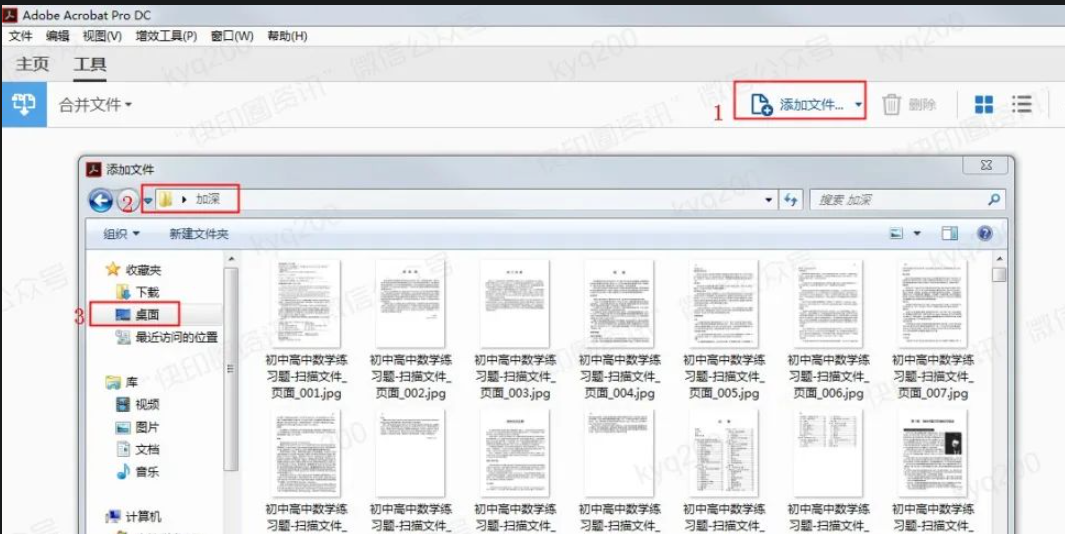 Adobe Acrobat Pro DC
文件 编辑 视图(V) 增效工具(P) 窗口(W) 帮助(H)
主页 工具
合并文件
1
添加文件...
删除
添加文件
2
加深
搜索 加深
组织 新建文件夹
收藏夹
下载
3
桌面
最近访问的位置
库
视频
图片
文档
音乐
计算机
初中高中数学练
习题-扫描文件_
页面_001.jpg
初中高中数学练
习题-扫描文件_
页面_002.jpg
初中高中数学练
习题-扫描文件_
页面_003.jpg
初中高中数学练
习题-扫描文件_
页面_004.jpg
初中高中数学练
习题-扫描文件_
页面_005.jpg
初中高中数学练
习题-扫描文件_
页面_006.jpg
初中高中数学练
习题-扫描文件_
页面_007.jpg
初中高中数学练
习题-扫描文件_
初中高中数学练
习题-扫描文件_
初中高中数学练
习题-扫描文件_
初中高中数学练
习题-扫描文件_
初中高中数学练
习题-扫描文件_
初中高中数学练
习题-扫描文件_
初中高中数学练
习题-扫描文件_
"快印圈资讯"微信公众号
kyq200